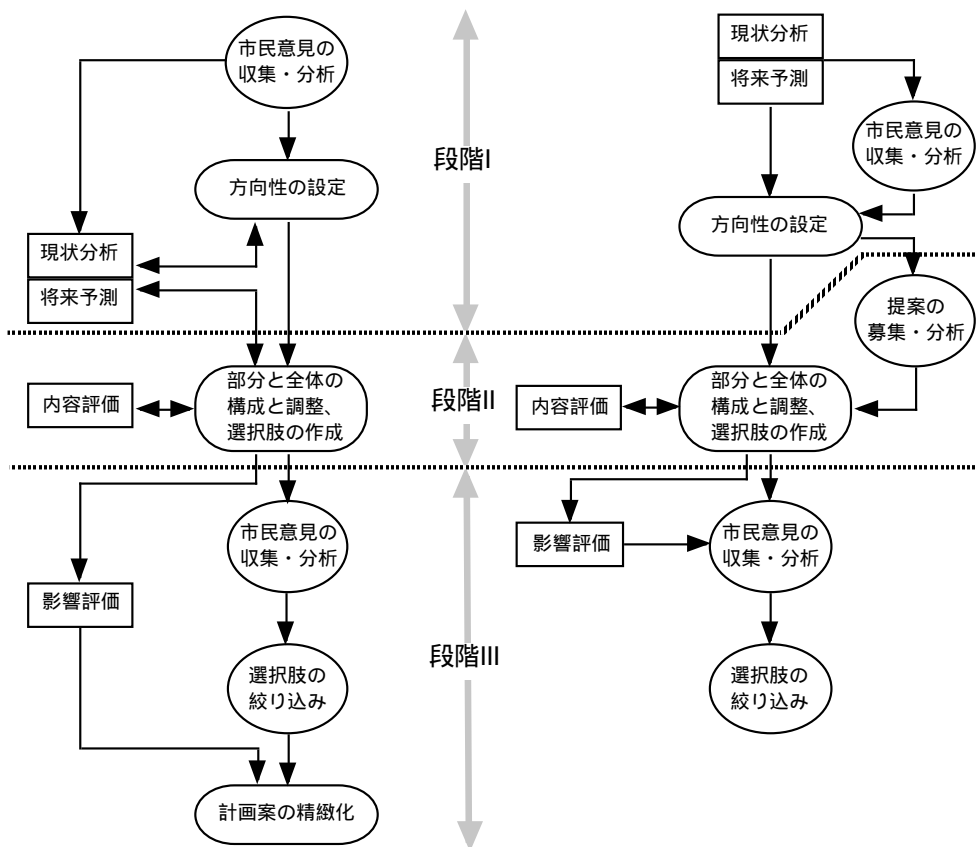 市民意見の
収集・分析
方向性の設定
現状分析
将来予測
部分と全体の
構成と調整、
選択肢の作成
内容評価
市民意見の
収集・分析
影響評価
選択肢の
絞り込み
計画案の精緻化
段階I
段階II
段階III
現状分析
将来予測
市民意見の
収集・分析
方向性の設定
提案の
募集・分析
部分と全体の
構成と調整、
選択肢の作成
内容評価
影響評価
市民意見の
収集・分析
選択肢の
絞り込み